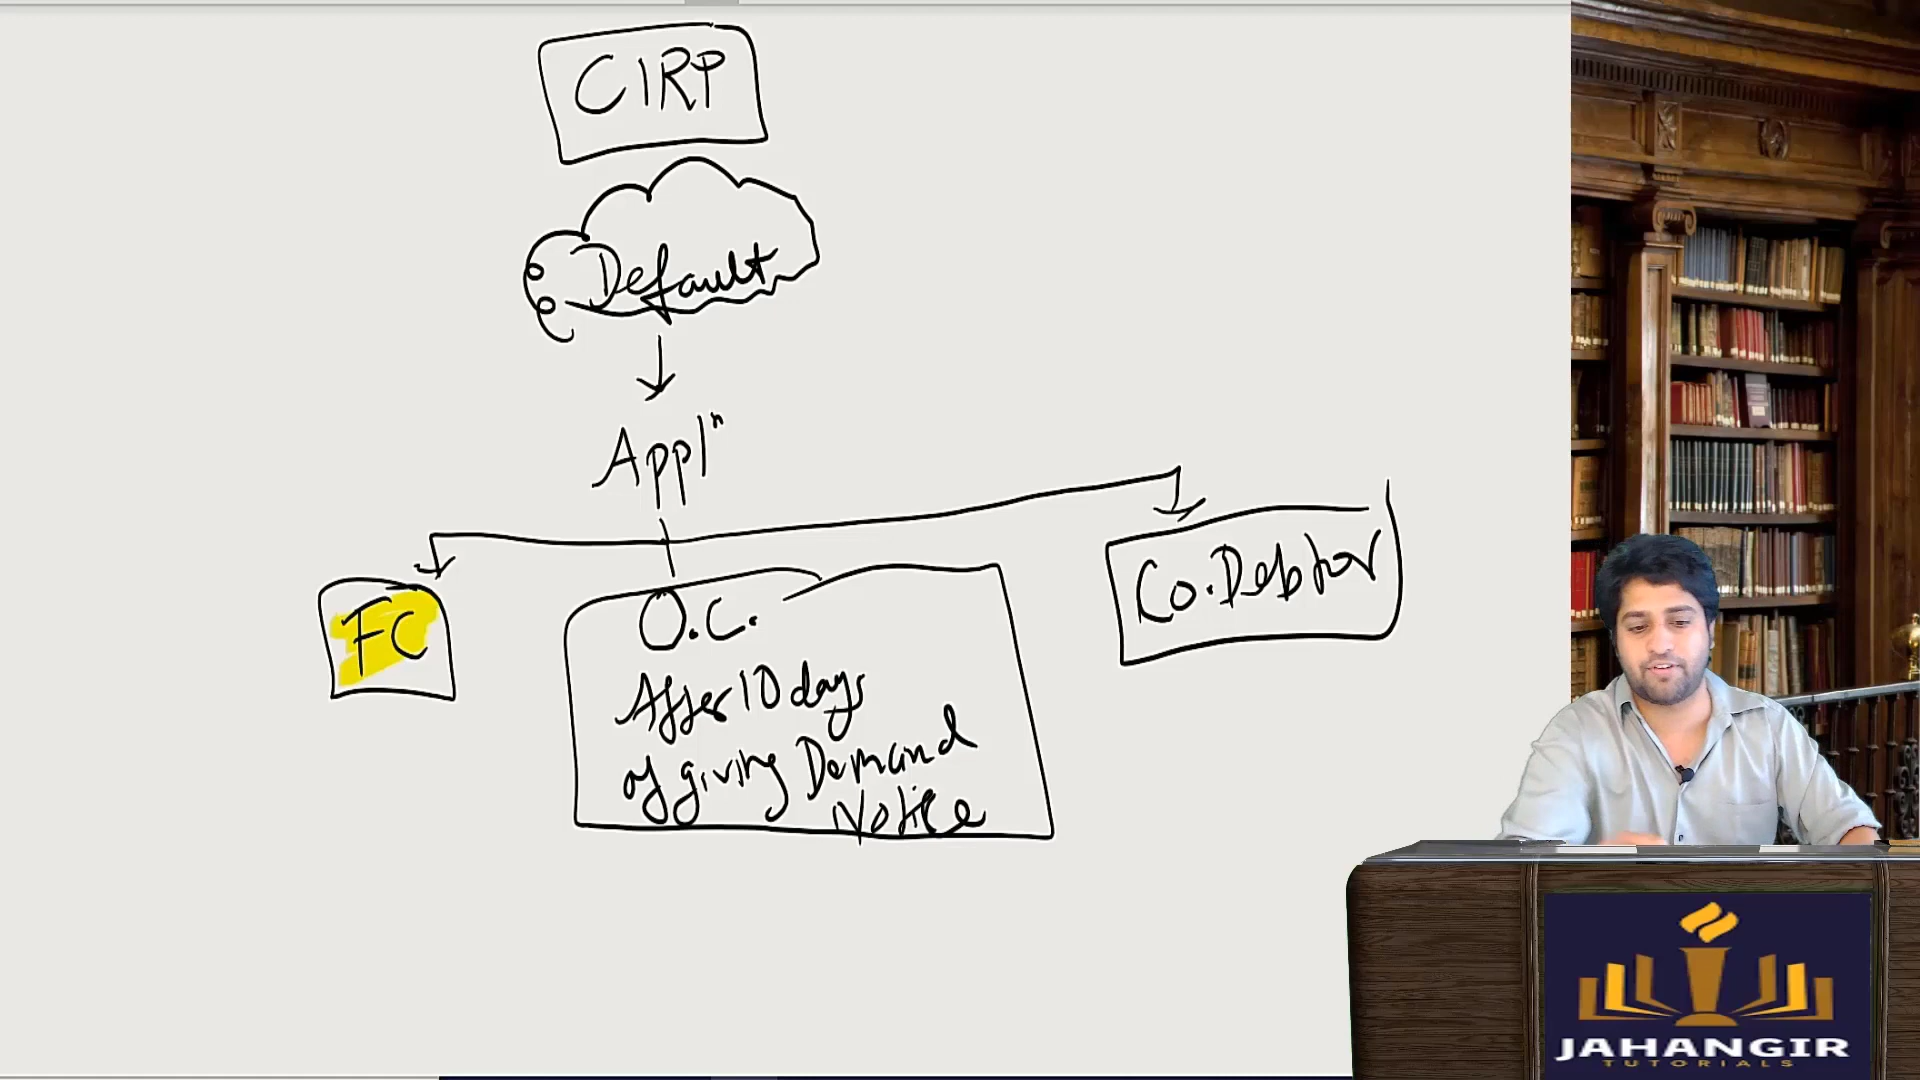 CIRP
Default
Applⁿ
FC
O.C.
After 10 days
of giving Demand
Notice
Co. Debtor
JAHANGIR
TUTORIALS